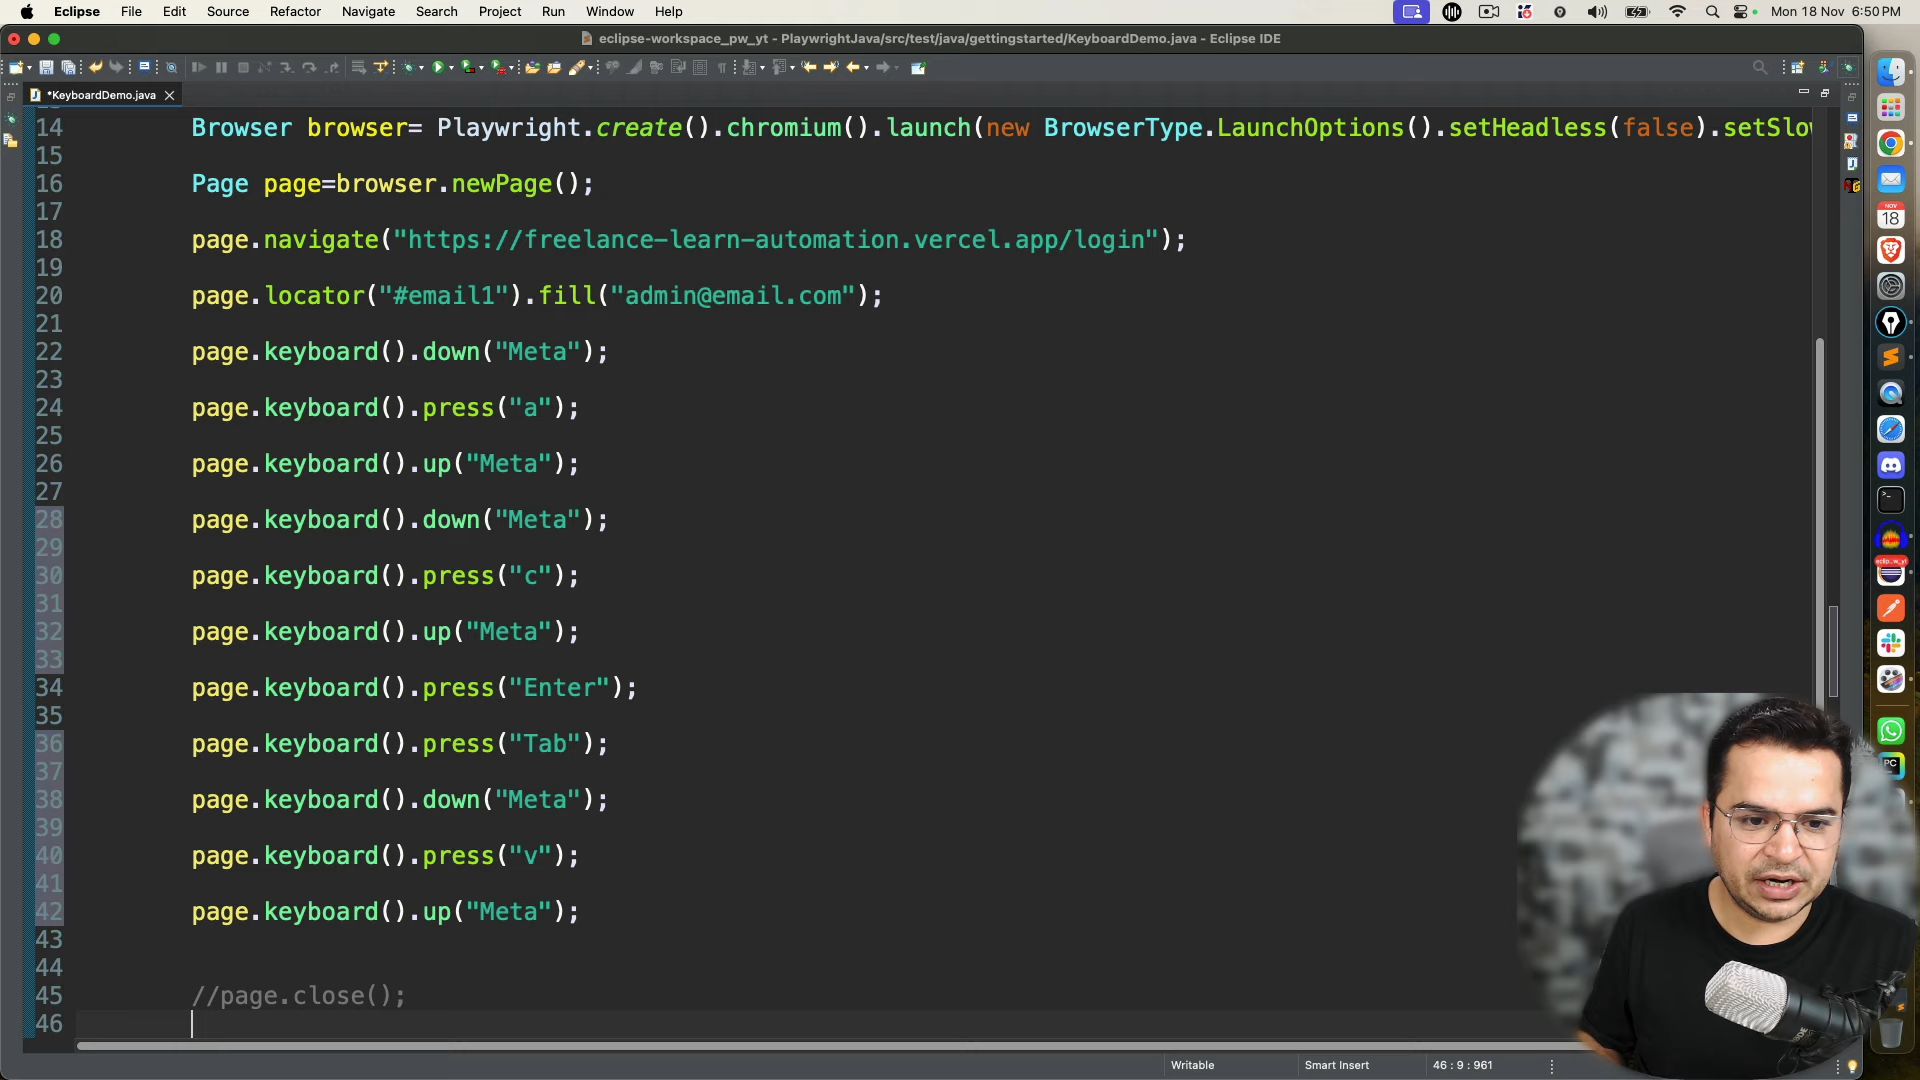 Eclipse File Edit Source Refactor Navigate Search Project Run Window Help Mon 18 Nov 6:50 PM
eclipse-workspace_pw_yt - PlaywrightJava/src/test/java/gettingstarted/KeyboardDemo.java - Eclipse IDE
*KeyboardDemo.java
14 Browser browser= Playwright.create().chromium().launch(new BrowserType.LaunchOptions().setHeadless(false).setSlow
15
16 Page page=browser.newPage();
17
18 page.navigate("https://freelance-learn-automation.vercel.app/login");
19
20 page.locator("#email1").fill("admin@email.com");
21
22 page.keyboard().down("Meta");
23
24 page.keyboard().press("a");
25
26 page.keyboard().up("Meta");
27
28 page.keyboard().down("Meta");
29
30 page.keyboard().press("c");
31
32 page.keyboard().up("Meta");
33
34 page.keyboard().press("Enter");
35
36 page.keyboard().press("Tab");
37
38 page.keyboard().down("Meta");
39
40 page.keyboard().press("v");
41
42 page.keyboard().up("Meta");
43
44
45 //page.close();
46
Writable Smart Insert 46 : 9 : 961
NOV
18
PC